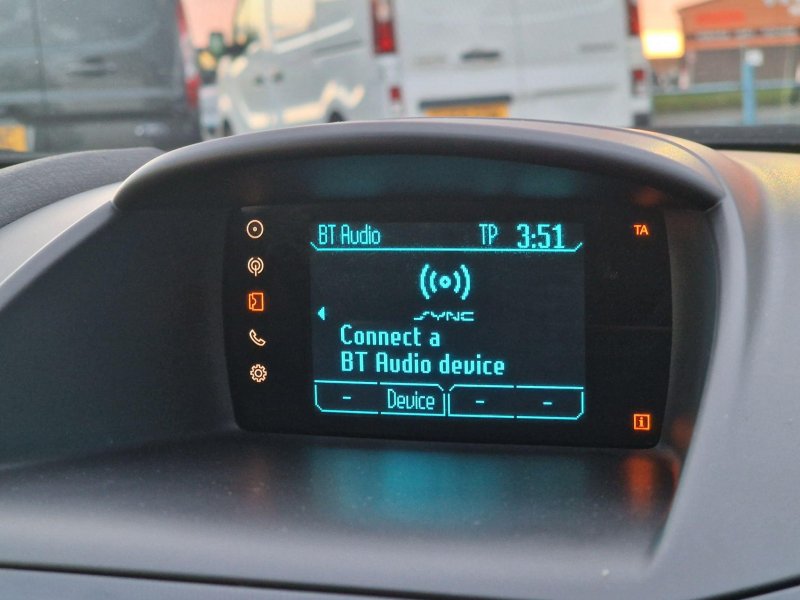 BT Audio TP 3:51
TA
SYNC
Connect a
BT Audio device
- Device - -
i